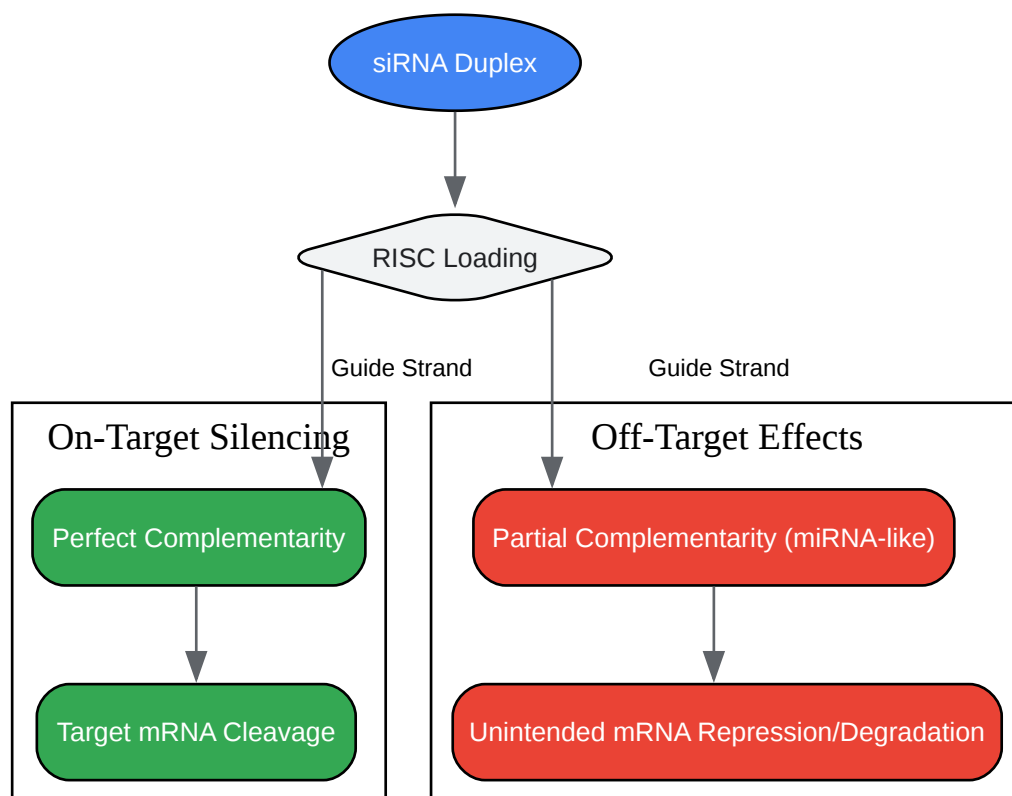 siRNA Duplex
RISC Loading
Guide Strand
Guide Strand
On-Target Silencing
Off-Target Effects
Perfect Complementarity
Partial Complementarity (miRNA-like)
Target mRNA Cleavage
Unintended mRNA Repression/Degradation